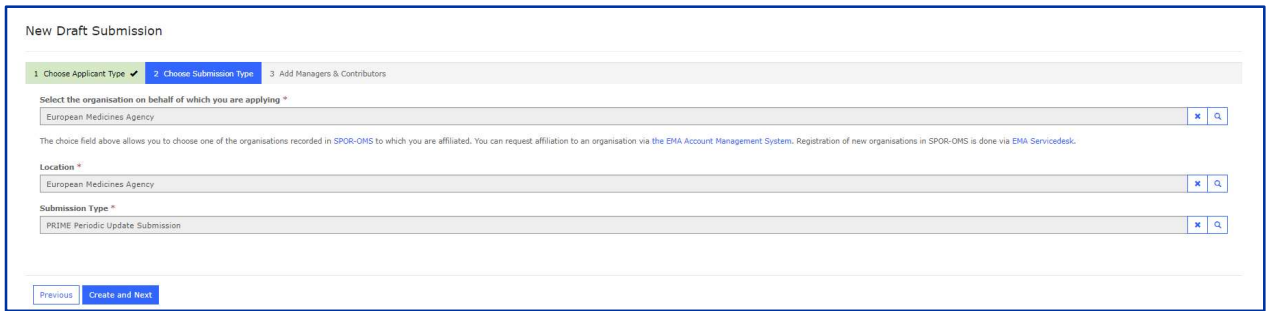 New Draft Submission
1 Choose Applicant Type ✔ 2 Choose Submission Type 3 Add Managers & Contributors
Select the organisation on behalf of which you are applying *
European Medicines Agency
The choice field above allows you to choose one of the organisations recorded in SPOR-OMS to which you are affiliated. You can request affiliation to an organisation via the EMA Account Management System. Registration of new organisations in SPOR-OMS is done via EMA Servicedesk.
Location *
European Medicines Agency
Submission Type *
PRIME Periodic Update Submission
Previous Create and Next